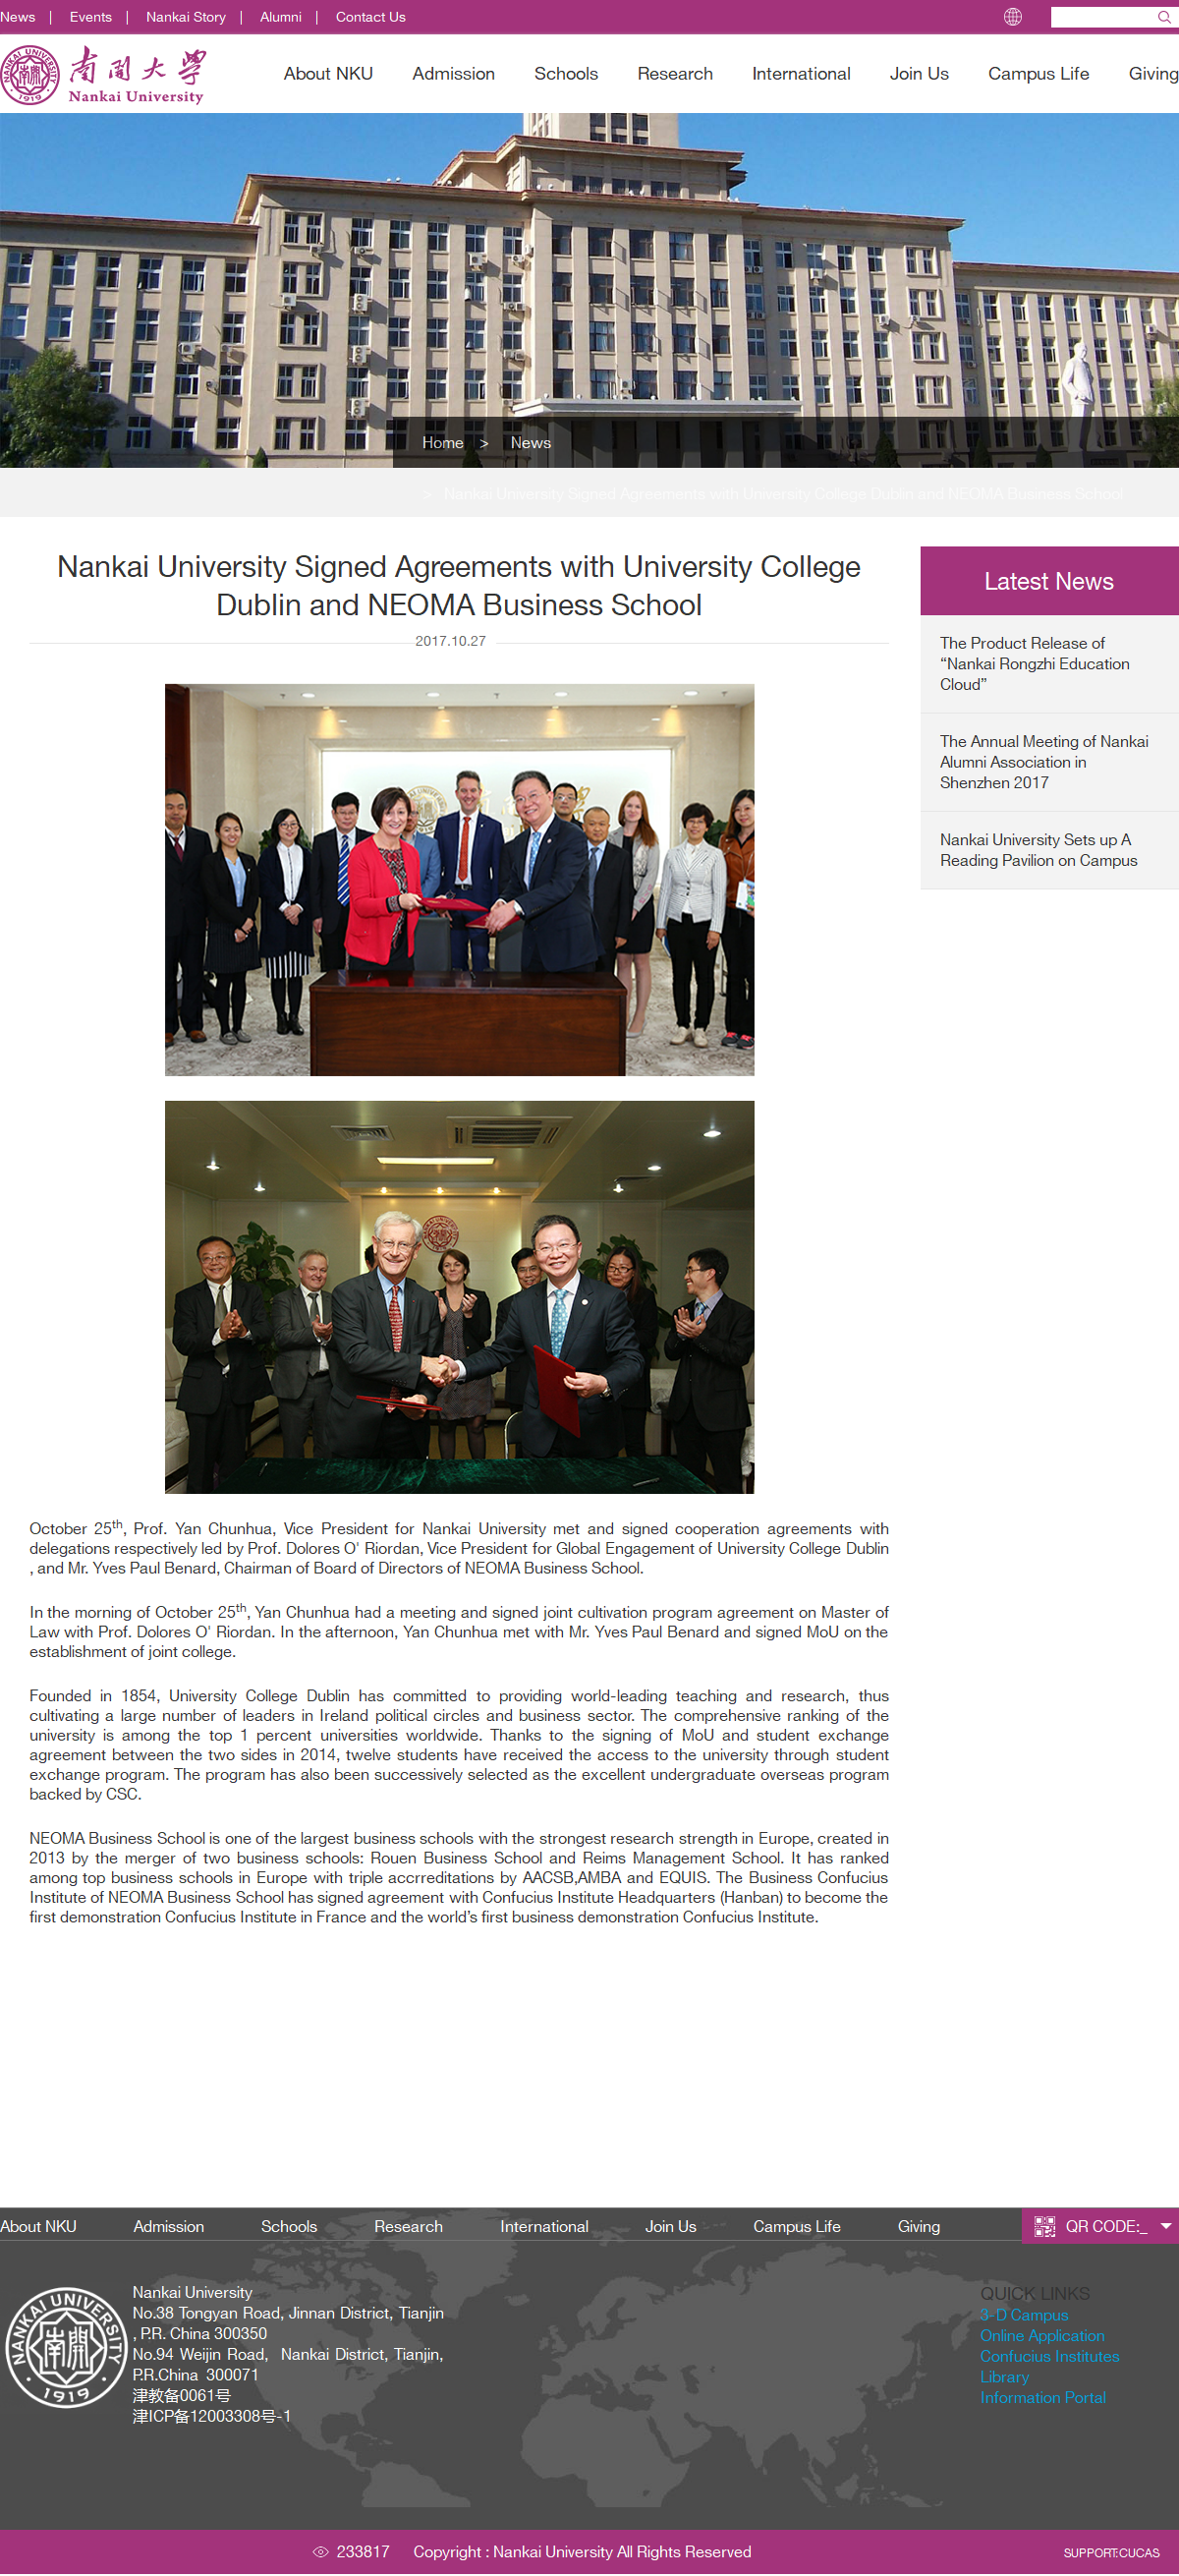 News | Events | Nankai Story | Alumni | Contact Us
NANKAI UNIVERSITY
1919
南開大學
Nankai University
About NKU Admission Schools Research International Join Us Campus Life Giving
Home > News
> Nankai University Signed Agreements with University College Dublin and NEOMA Business School
Nankai University Signed Agreements with University College
Dublin and NEOMA Business School
2017.10.27
Latest News
The Product Release of
“Nankai Rongzhi Education
Cloud”
The Annual Meeting of Nankai
Alumni Association in
Shenzhen 2017
Nankai University Sets up A
Reading Pavilion on Campus
October 25th, Prof. Yan Chunhua, Vice President for Nankai University met and signed cooperation agreements with
delegations respectively led by Prof. Dolores O' Riordan, Vice President for Global Engagement of University College Dublin
, and Mr. Yves Paul Benard, Chairman of Board of Directors of NEOMA Business School.
In the morning of October 25th, Yan Chunhua had a meeting and signed joint cultivation program agreement on Master of
Law with Prof. Dolores O' Riordan. In the afternoon, Yan Chunhua met with Mr. Yves Paul Benard and signed MoU on the
establishment of joint college.
Founded in 1854, University College Dublin has committed to providing world-leading teaching and research, thus
cultivating a large number of leaders in Ireland political circles and business sector. The comprehensive ranking of the
university is among the top 1 percent universities worldwide. Thanks to the signing of MoU and student exchange
agreement between the two sides in 2014, twelve students have received the access to the university through student
exchange program. The program has also been successively selected as the excellent undergraduate overseas program
backed by CSC.
NEOMA Business School is one of the largest business schools with the strongest research strength in Europe, created in
2013 by the merger of two business schools: Rouen Business School and Reims Management School. It has ranked
among top business schools in Europe with triple accrreditations by AACSB,AMBA and EQUIS. The Business Confucius
Institute of NEOMA Business School has signed agreement with Confucius Institute Headquarters (Hanban) to become the
first demonstration Confucius Institute in France and the world’s first business demonstration Confucius Institute.
About NKU Admission Schools Research International Join Us Campus Life Giving
QR CODE:_
NANKAI UNIVERSITY
1919
Nankai University
No.38 Tongyan Road, Jinnan District, Tianjin
, P.R. China 300350
No.94 Weijin Road, Nankai District, Tianjin,
P.R.China 300071
津教备0061号
津ICP备12003308号-1
QUICK LINKS
3-D Campus
Online Application
Confucius Institutes
Library
Information Portal
233817 Copyright : Nankai University All Rights Reserved
SUPPORT:CUCAS